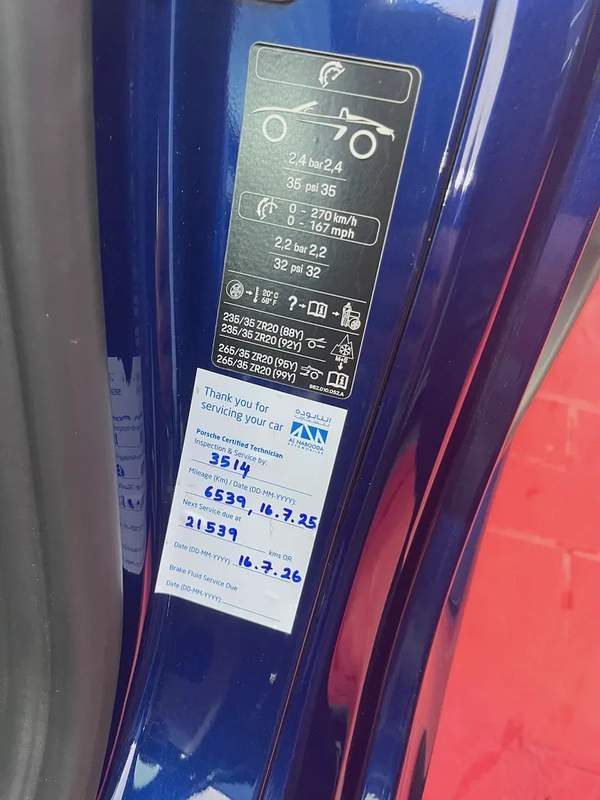 2,4 bar 2,4
35 psi 35
0 - 270 km/h
0 - 167 mph
2,2 bar 2,2
32 psi 32
20° C
68° F
?
235/35 ZR20 (88Y)
235/35 ZR20 (92Y)
M+S
265/35 ZR20 (95Y)
265/35 ZR20 (99Y)
982.010.052.A
Thank you for
servicing your car
النابوده
AL NABOODA
AUTOMOBILES
Porsche Certified Technician
Inspection & Service by:
3514
Mileage (Km) / Date (DD-MM-YYYY):
6539, 16.7.25
Next Service due at
21539 kms OR
Date (DD-MM-YYYY) 16.7.26
Brake Fluid Service Due
Date (DD-MM-YYYY)